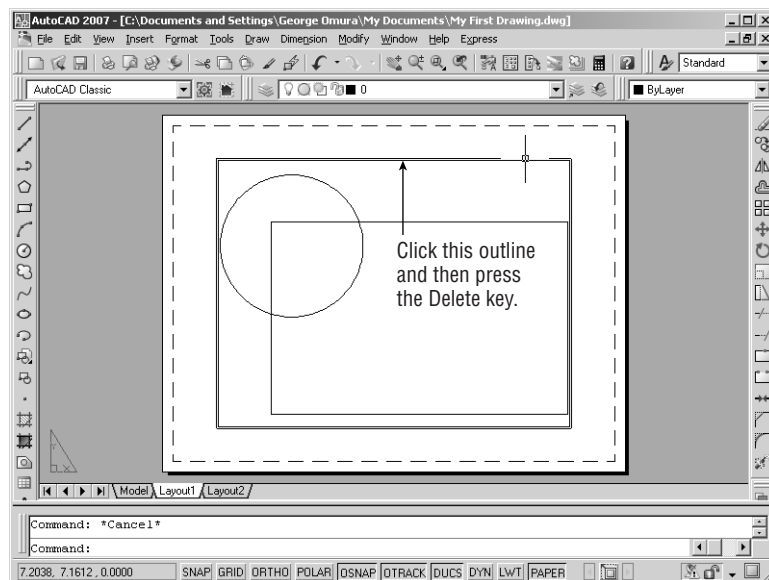 AutoCAD 2007 - [C:\Documents and Settings\George Omura\My Documents\My First Drawing.dwg]
File Edit View Insert Format Tools Draw Dimension Modify Window Help Express
Standard
AutoCAD Classic
0
ByLayer
Click this outline
and then press
the Delete key.
Model Layout1 Layout2
Command: *Cancel*
Command:
7.2038, 7.1612, 0.0000 SNAP GRID ORTHO POLAR OSNAP OTRACK DUCS DYN LWT PAPER